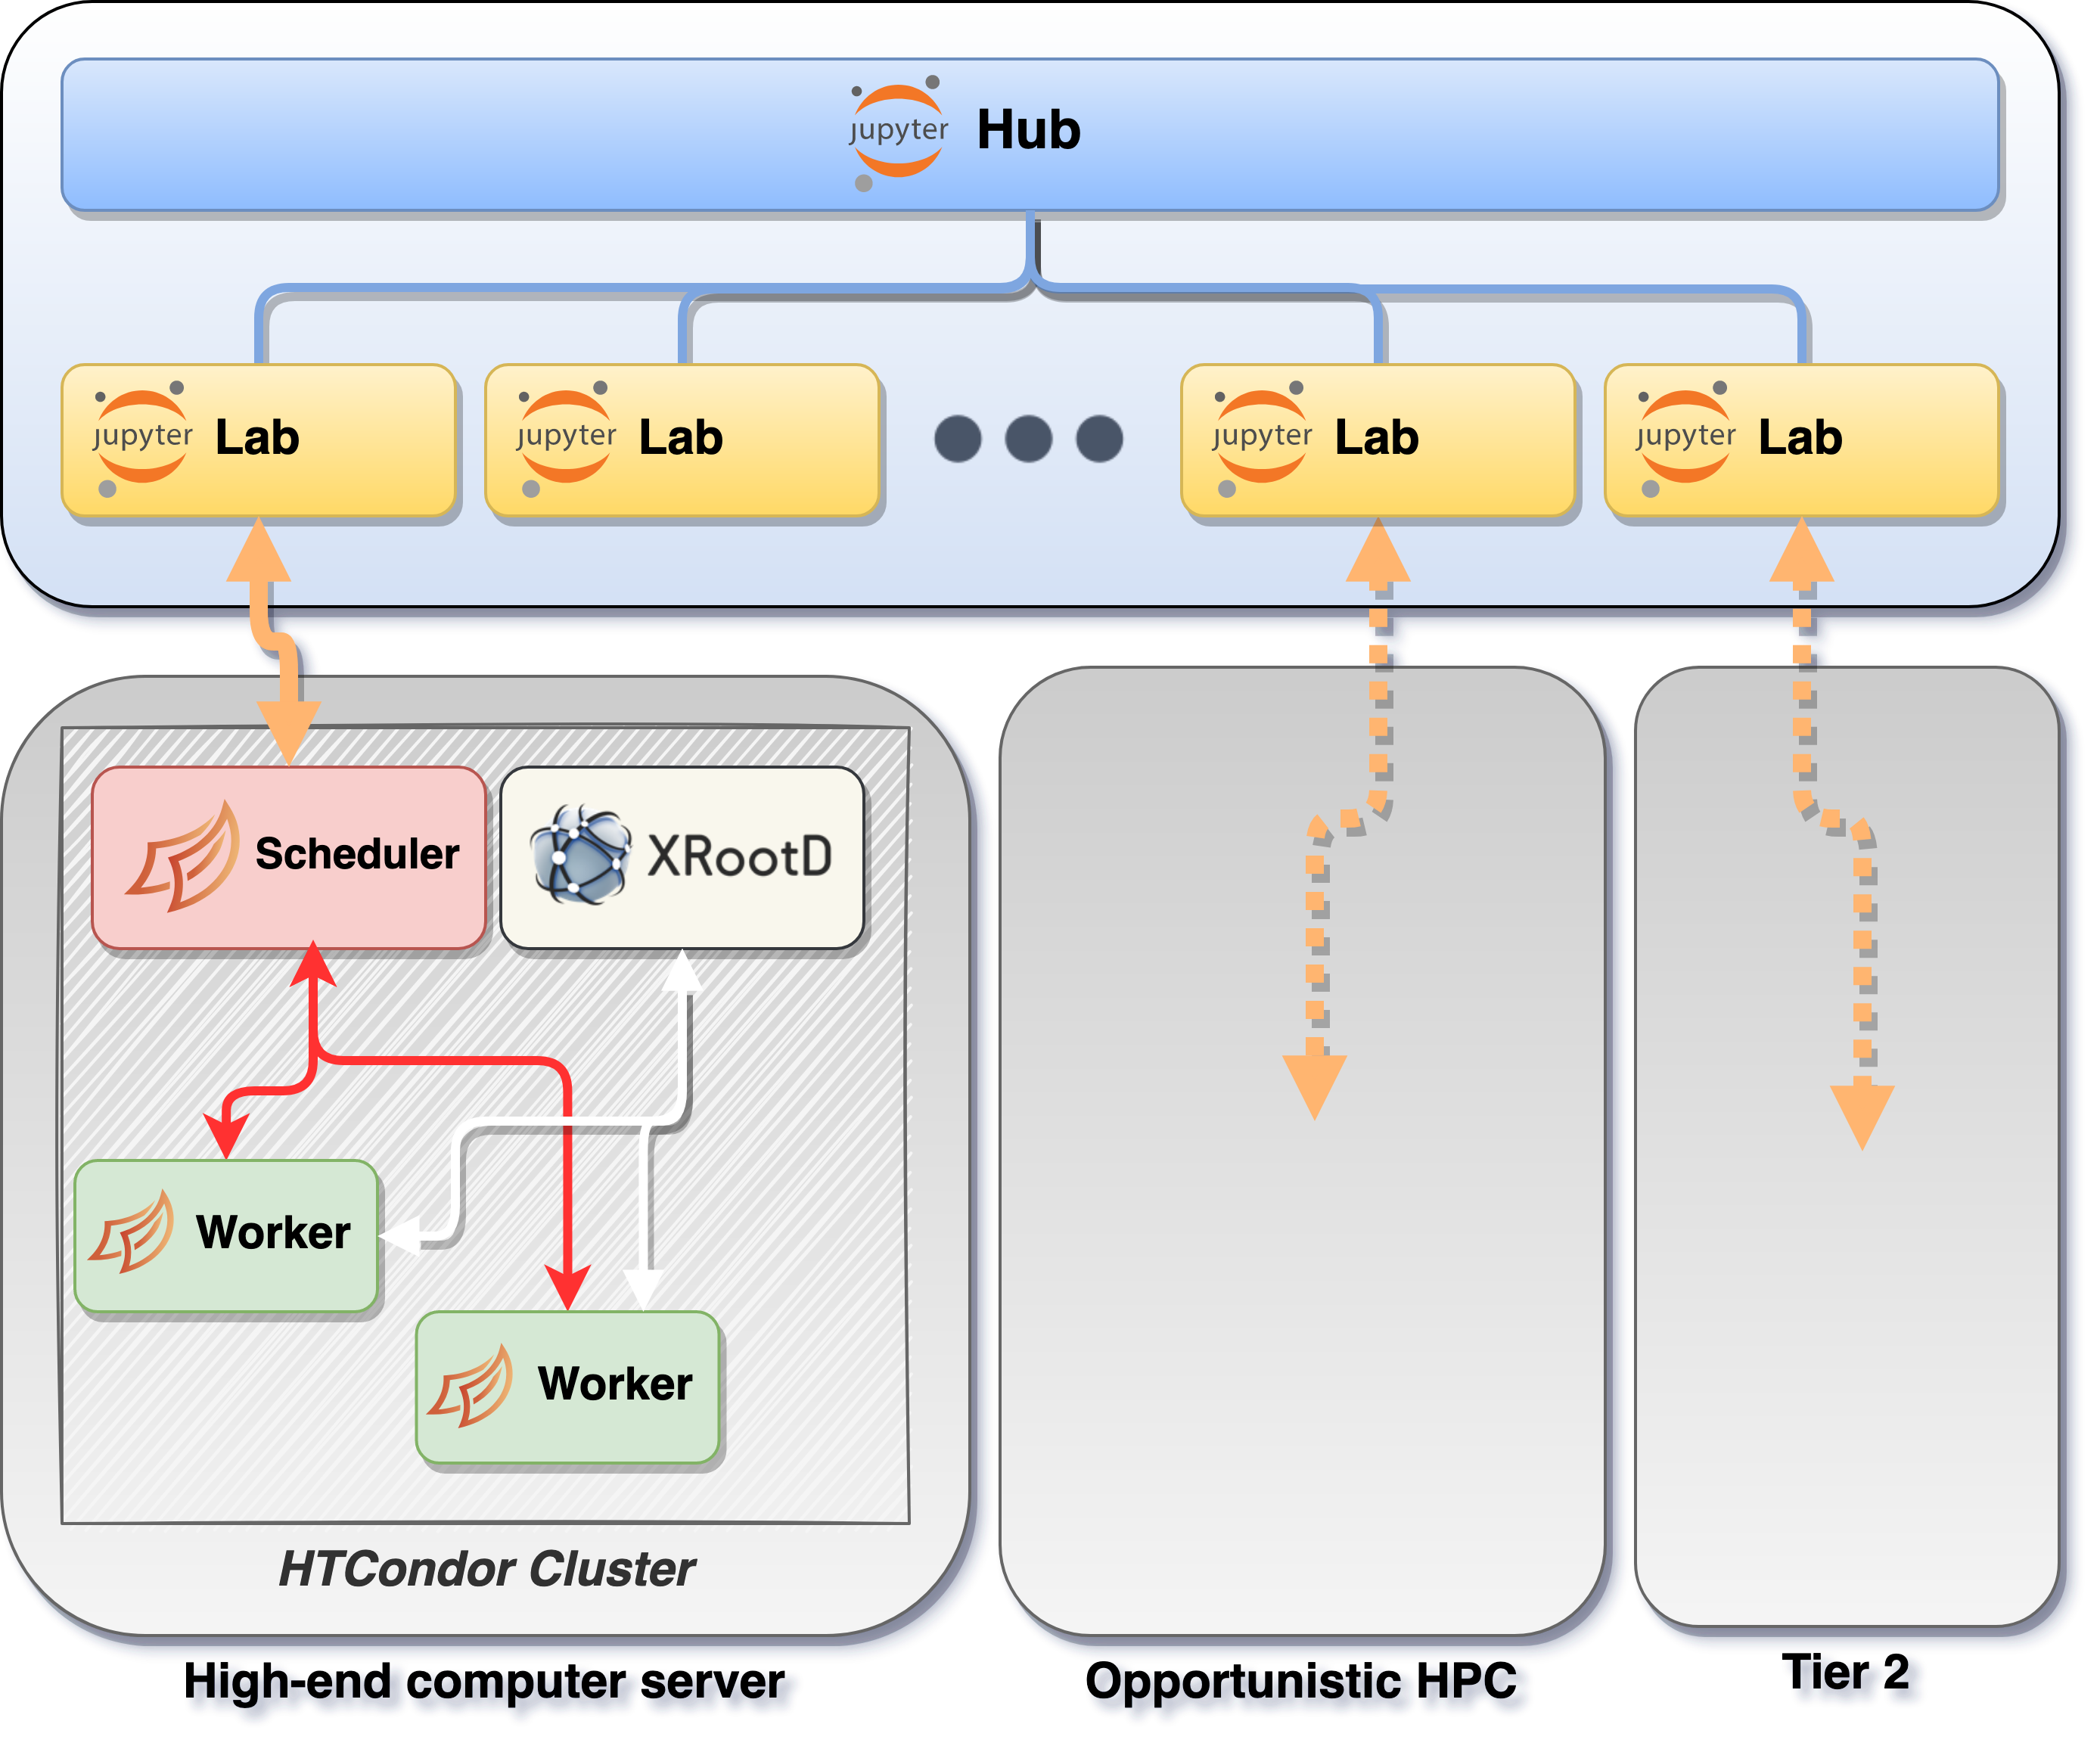 jupyter Hub
jupyter Lab
jupyter Lab
jupyter Lab
jupyter Lab
Scheduler
XRootD
Worker
Worker
HTCondor Cluster
High-end computer server
Opportunistic HPC
Tier 2